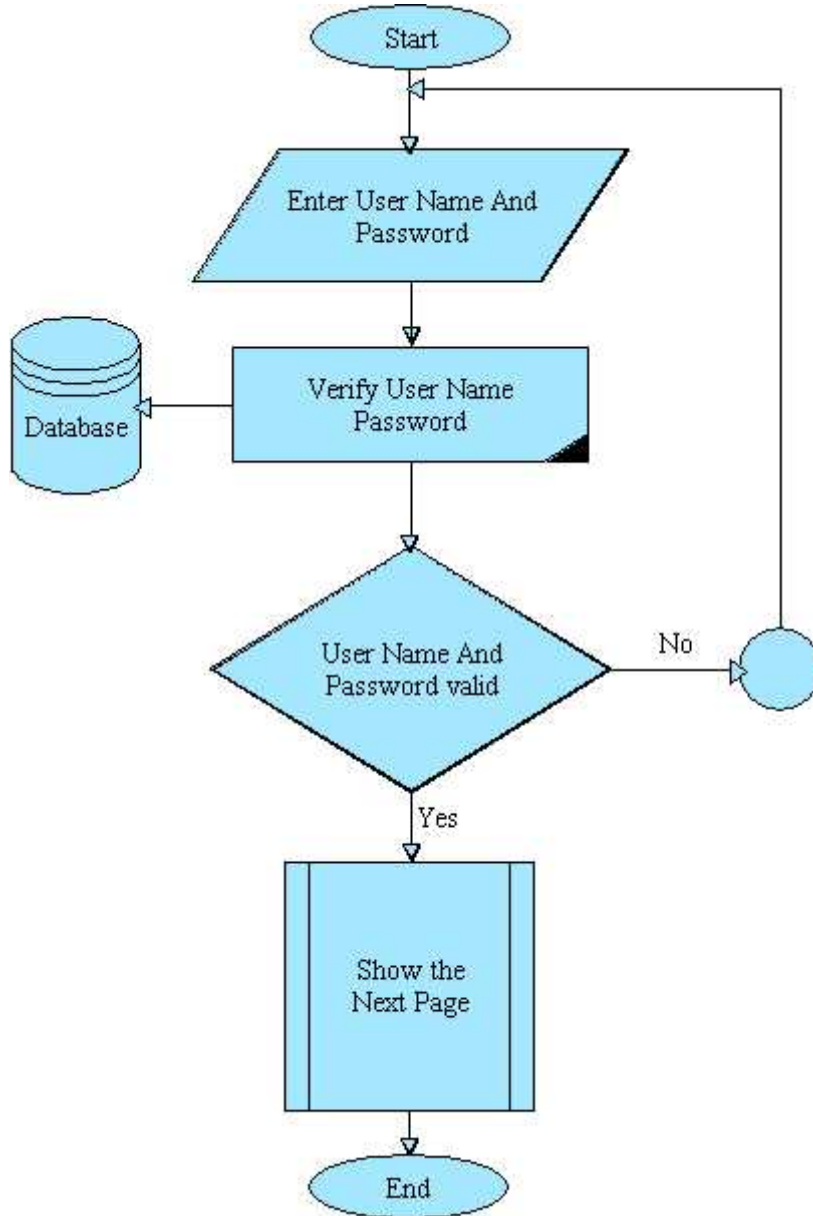 Start
Enter User Name And
Password
Verify User Name
Password
Database
User Name And
Password valid
No
Yes
Show the
Next Page
End